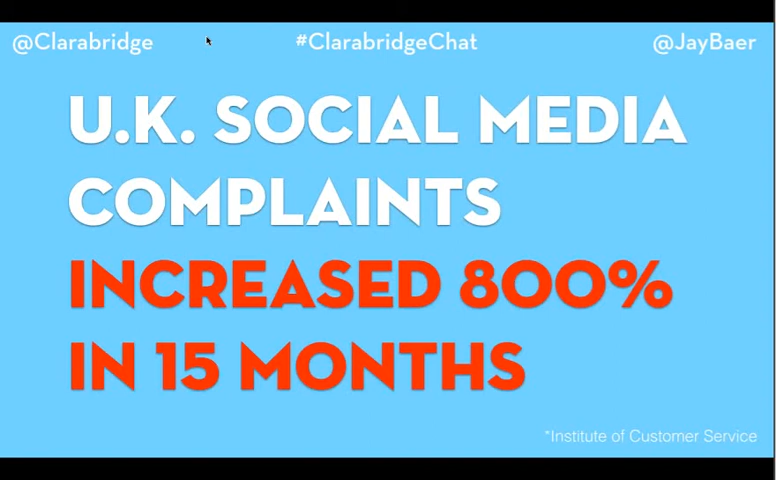 @Clarabridge #ClarabridgeChat @JayBaer
U.K. SOCIAL MEDIA
COMPLAINTS
INCREASED 800%
IN 15 MONTHS
*Institute of Customer Service